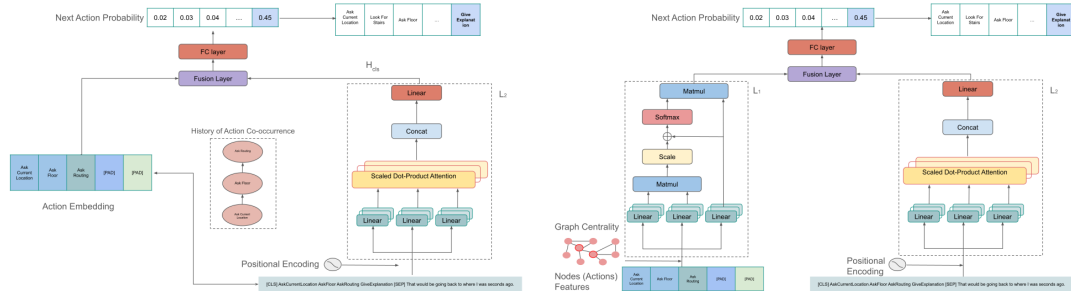 Next Action Probability
0.02
0.03
0.04
...
0.45
Ask
Current
Location
Look For
Stairs
Ask Floor
...
Give
Explanat
ion
FC layer
Fusion Layer
H_cls
Linear
L₂
Concat
Scaled Dot-Product Attention
Linear
Linear
Linear
History of Action Co-occurrence
Ask Routing
Ask Floor
Ask Current
Location
Ask
Current
Location
Ask
Floor
Ask
Routing
[PAD]
[PAD]
Action Embedding
Positional Encoding
[CLS] AskCurrentLocation AskFloor AskRouting GiveExplanation [SEP] That would be going back to where I was seconds ago.
Next Action Probability
0.02
0.03
0.04
...
0.45
Ask
Current
Location
Look For
Stairs
Ask Floor
...
Give
Explanat
ion
FC layer
Fusion Layer
Matmul
L₁
Softmax
Scale
Matmul
Linear
Linear
Linear
Graph Centrality
Nodes (Actions)
Features
Ask
Current
Location
Ask Floor
Ask
Routing
[PAD]
[PAD]
Linear
L₂
Concat
Scaled Dot-Product Attention
Linear
Linear
Linear
Positional
Encoding
[CLS] AskCurrentLocation AskFloor AskRouting GiveExplanation [SEP] That would be going back to where I was seconds ago.